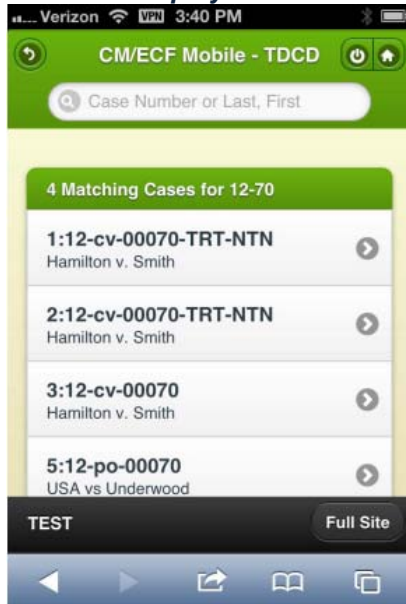 Verizon VPN 3:40 PM
CM/ECF Mobile - TDCD
Case Number or Last, First
4 Matching Cases for 12-70
1:12-cv-00070-TRT-NTN
Hamilton v. Smith
2:12-cv-00070-TRT-NTN
Hamilton v. Smith
3:12-cv-00070
Hamilton v. Smith
5:12-po-00070
USA vs Underwood
TEST Full Site